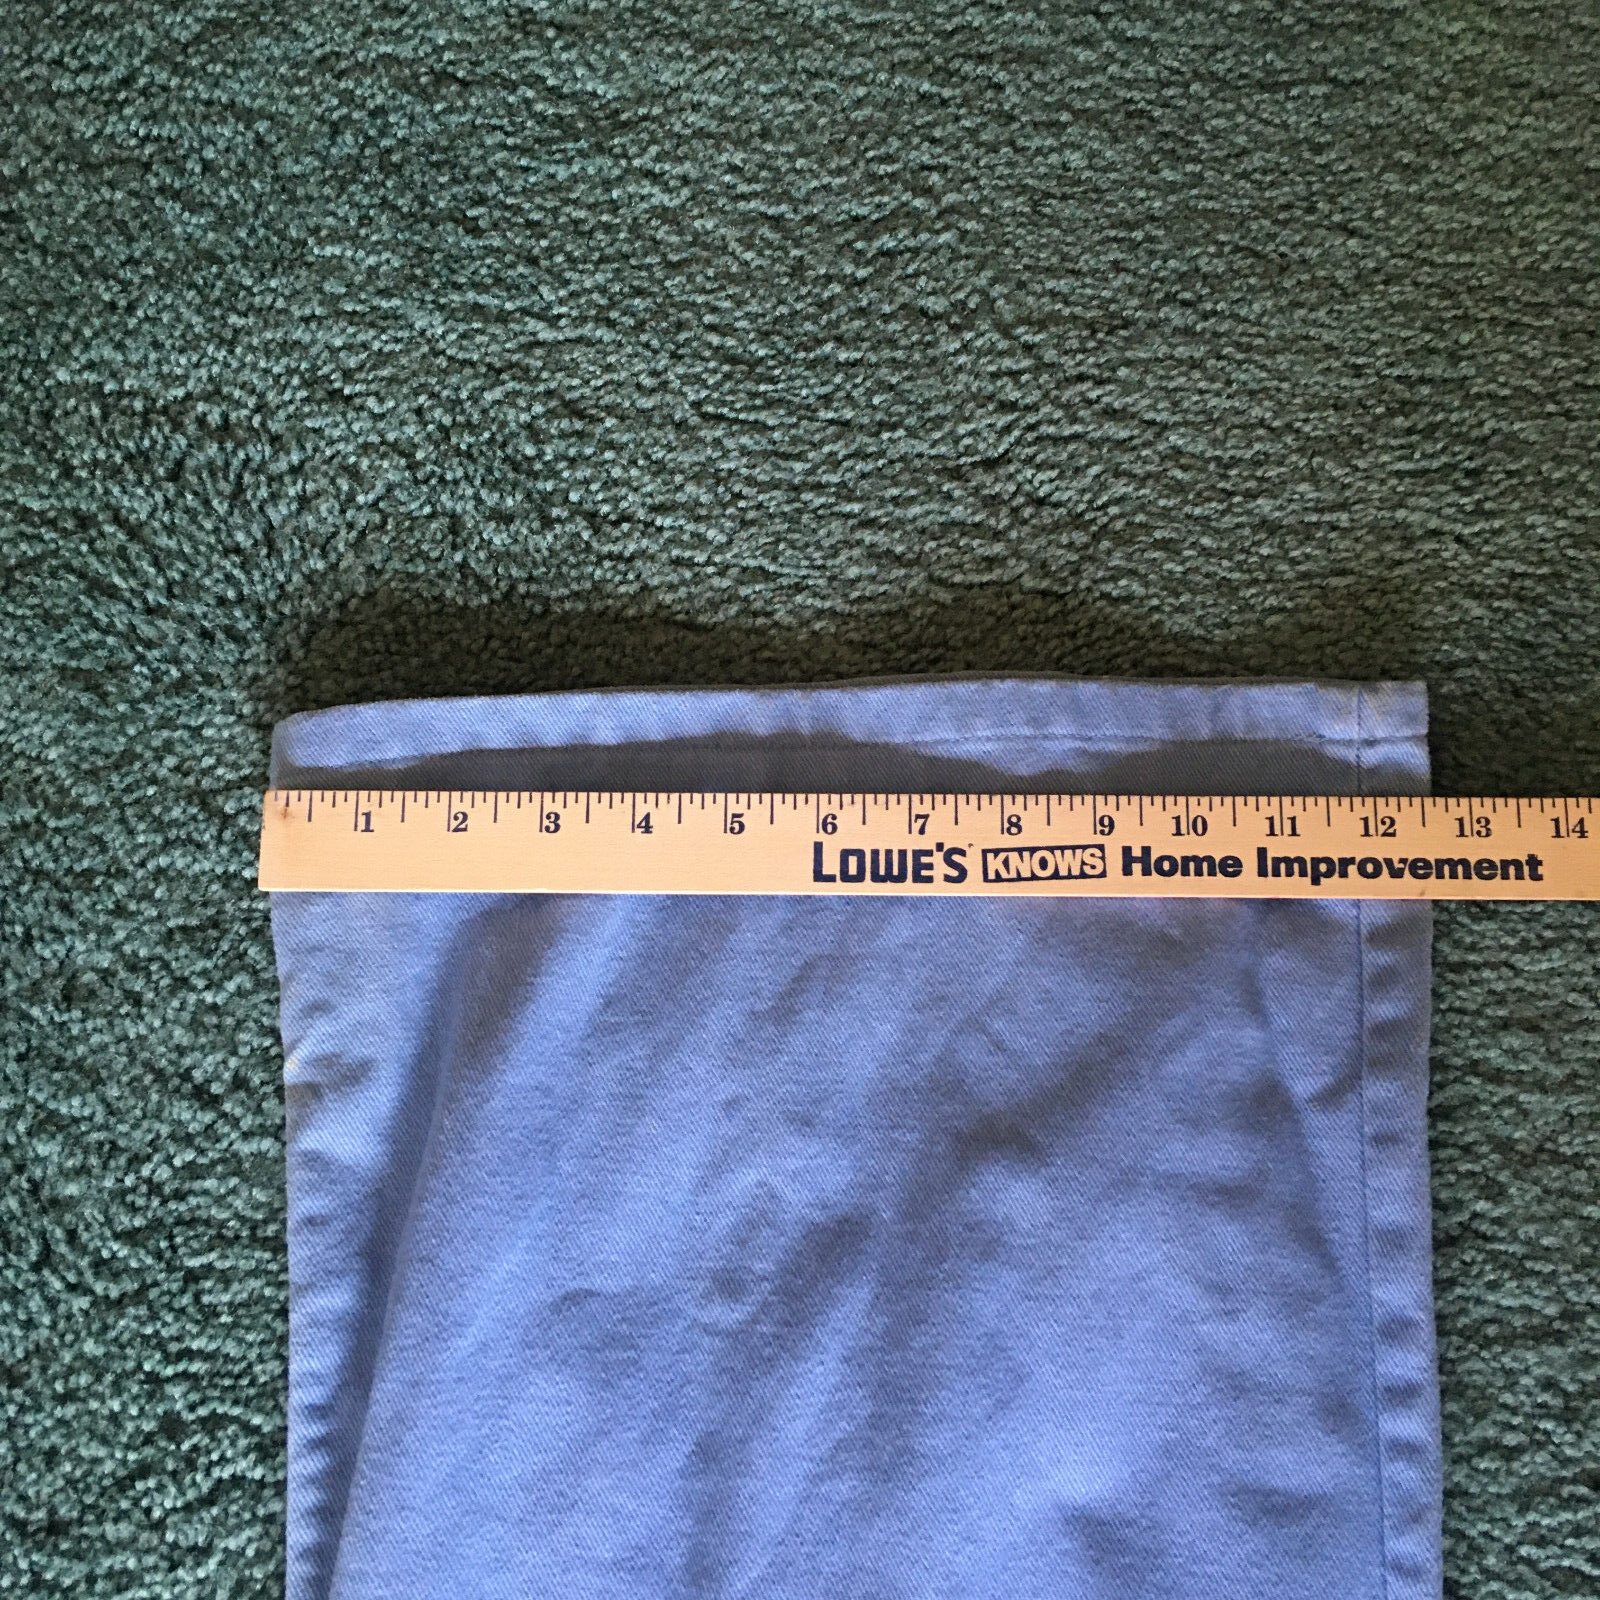 1 2 3 4 5 6 7 8 9 10 11 12 13 14
LOWE'S KNOWS Home Improvement